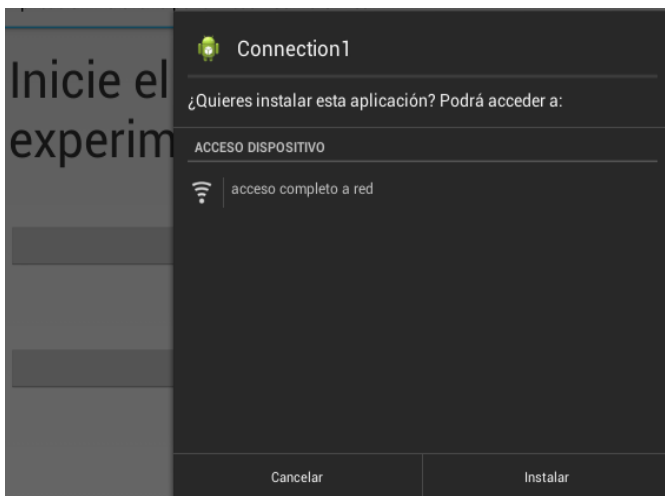 Inicie el
experim
Connection1
¿Quieres instalar esta aplicación? Podrá acceder a:
ACCESO DISPOSITIVO
acceso completo a red
Cancelar
Instalar